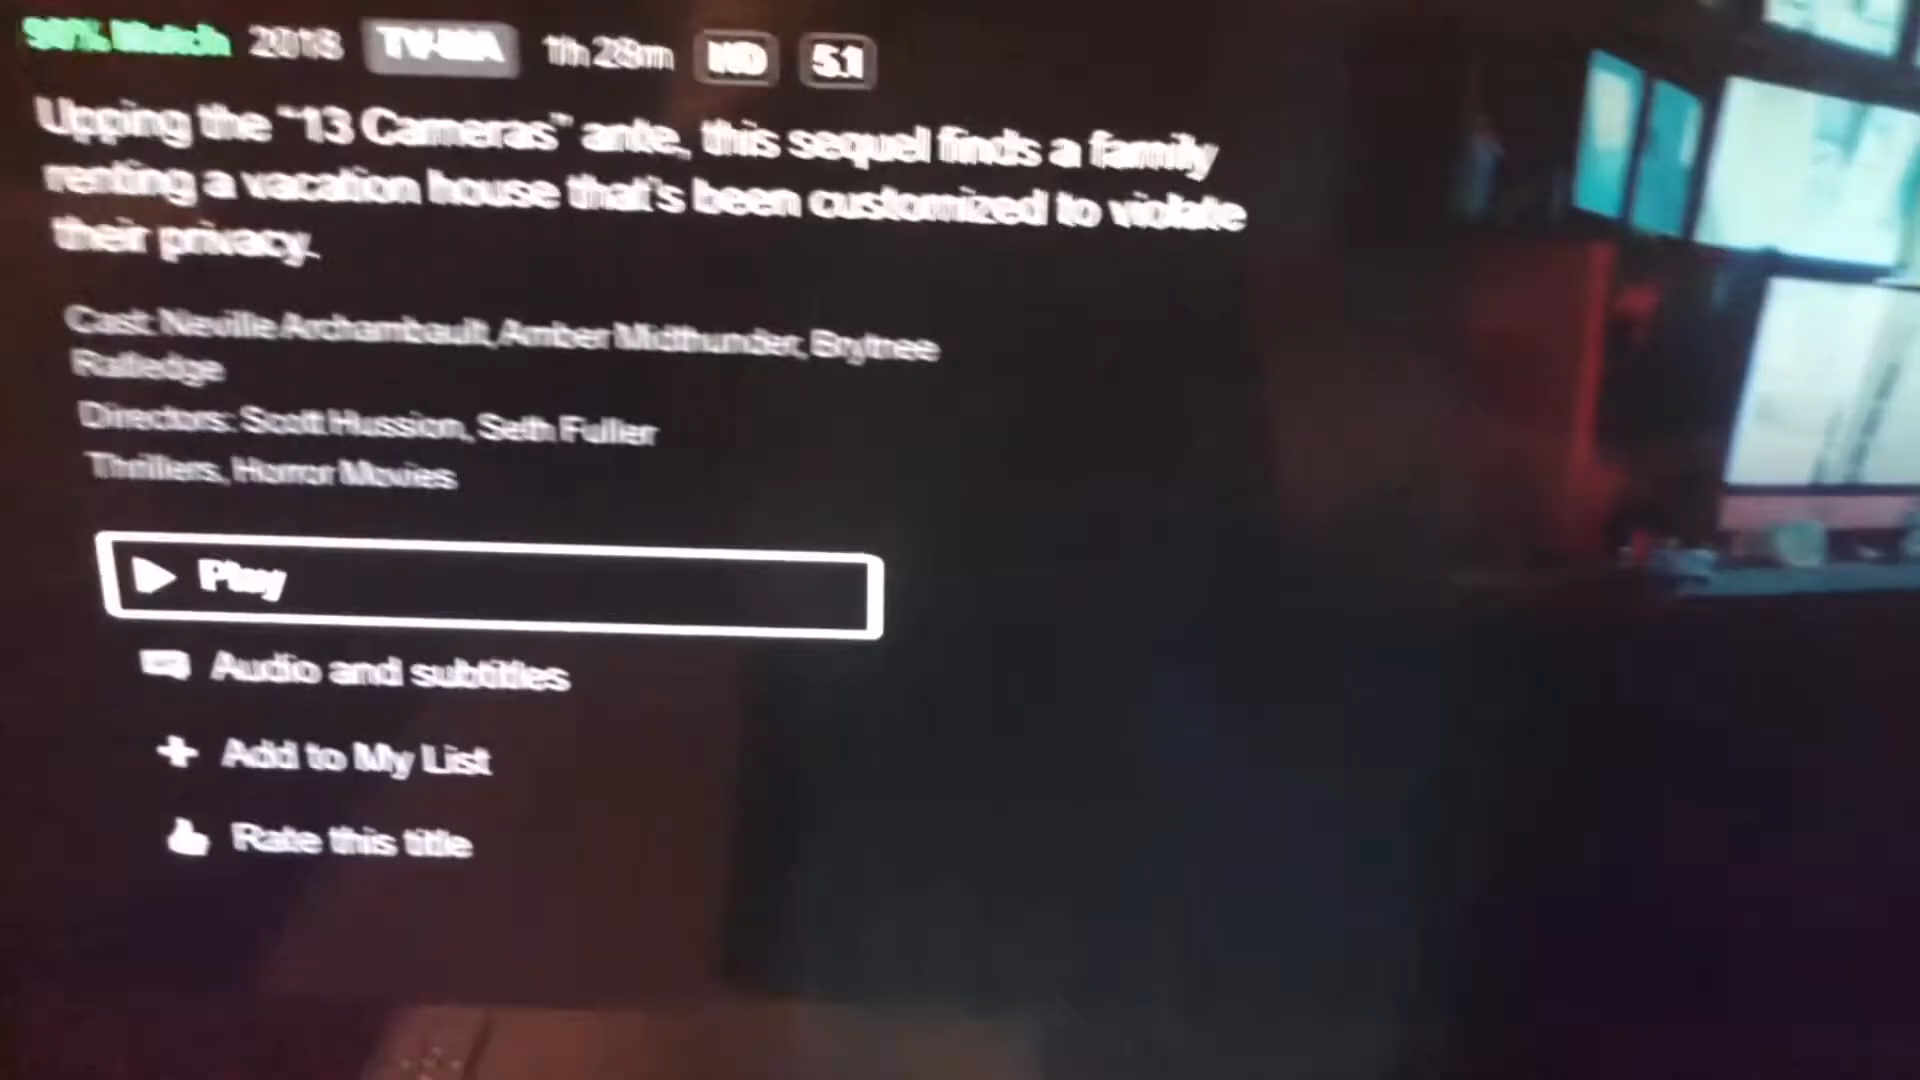 98% Match 2018 TV-MA 1h 28m HD 5.1
Upping the "13 Cameras" ante, this sequel finds a family
renting a vacation house that's been customized to violate
their privacy.
Cast: Neville Archambault, Amber Midthunder, Brytnee
Ratledge
Directors: Scott Hussion, Seth Fuller
Thrillers, Horror Movies
Play
Audio and subtitles
Add to My List
Rate this title